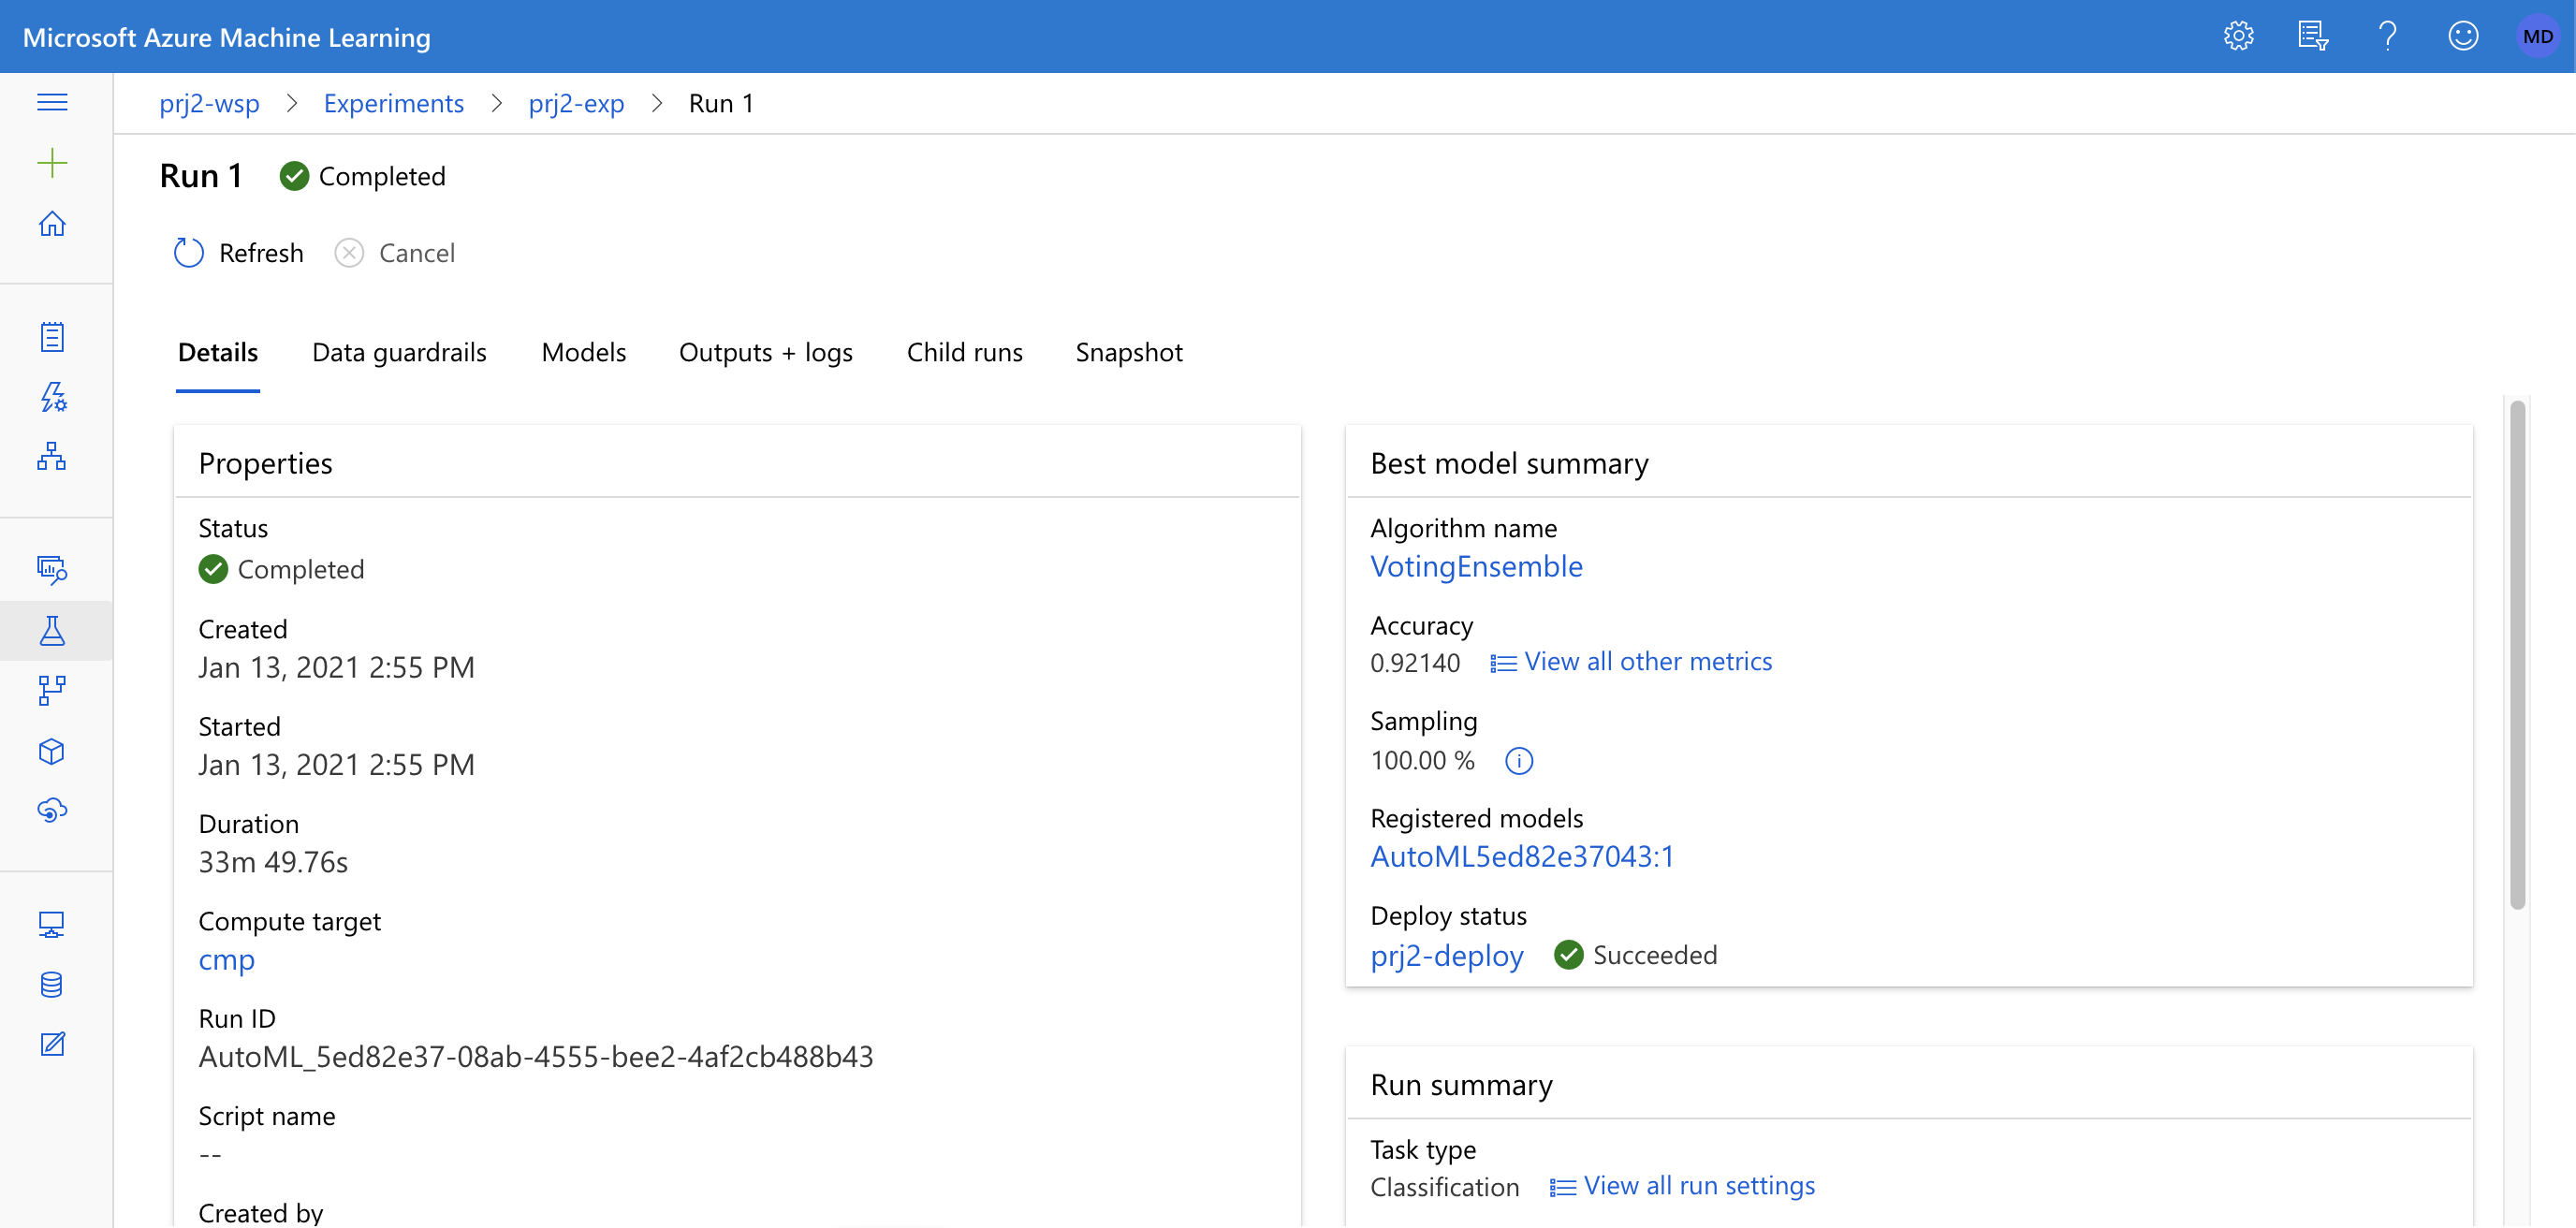 Microsoft Azure Machine Learning
MD
prj2-wsp > Experiments > prj2-exp > Run 1
Run 1 Completed
Refresh Cancel
Details Data guardrails Models Outputs + logs Child runs Snapshot
Properties
Status
Completed
Created
Jan 13, 2021 2:55 PM
Started
Jan 13, 2021 2:55 PM
Duration
33m 49.76s
Compute target
cmp
Run ID
AutoML_5ed82e37-08ab-4555-bee2-4af2cb488b43
Script name
--
Created by
Best model summary
Algorithm name
VotingEnsemble
Accuracy
0.92140 View all other metrics
Sampling
100.00 %
Registered models
AutoML5ed82e37043:1
Deploy status
prj2-deploy Succeeded
Run summary
Task type
Classification View all run settings